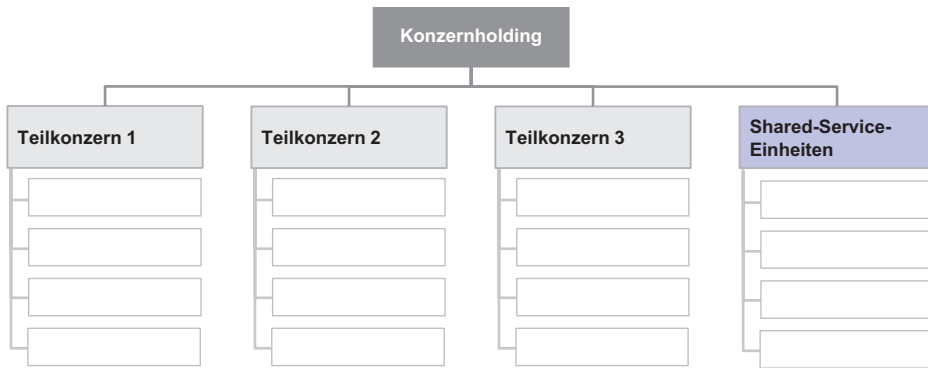 Konzernholding
Teilkonzern 1
Teilkonzern 2
Teilkonzern 3
Shared-Service-
Einheiten